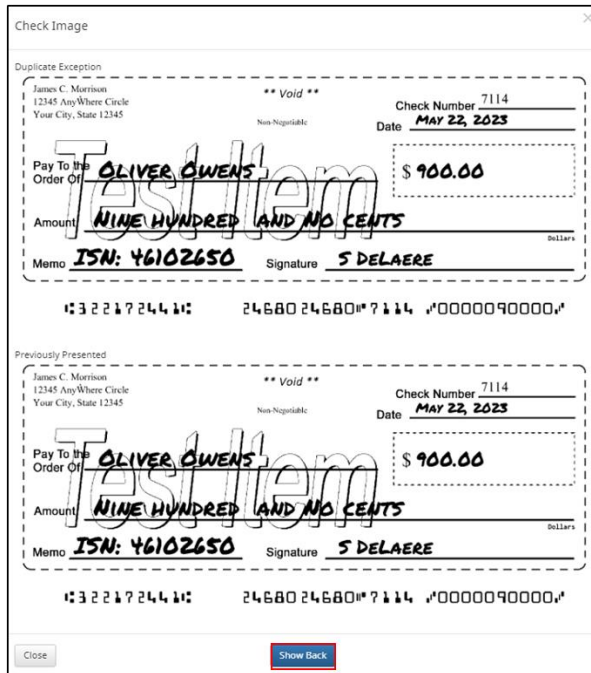 Check Image
Duplicate Exception
James C. Morrison
12345 AnyWhere Circle
Your City, State 12345
** Void **
Non-Negotiable
Check Number 7114
Date MAY 22, 2023
Test Item
Pay To the Order Of OLIVER OWENS
$ 900.00
Amount NINE HUNDRED AND NO CENTS
Dollars
Memo ISN: 46102650 Signature S DELAERE
⑆322172441⑆ 2468024680⑈7114 ⑇0000090000⑇
Previously Presented
James C. Morrison
12345 AnyWhere Circle
Your City, State 12345
** Void **
Non-Negotiable
Check Number 7114
Date MAY 22, 2023
Test Item
Pay To the Order Of OLIVER OWENS
$ 900.00
Amount NINE HUNDRED AND NO CENTS
Dollars
Memo ISN: 46102650 Signature S DELAERE
⑆322172441⑆ 2468024680⑈7114 ⑇0000090000⑇
Close
Show Back